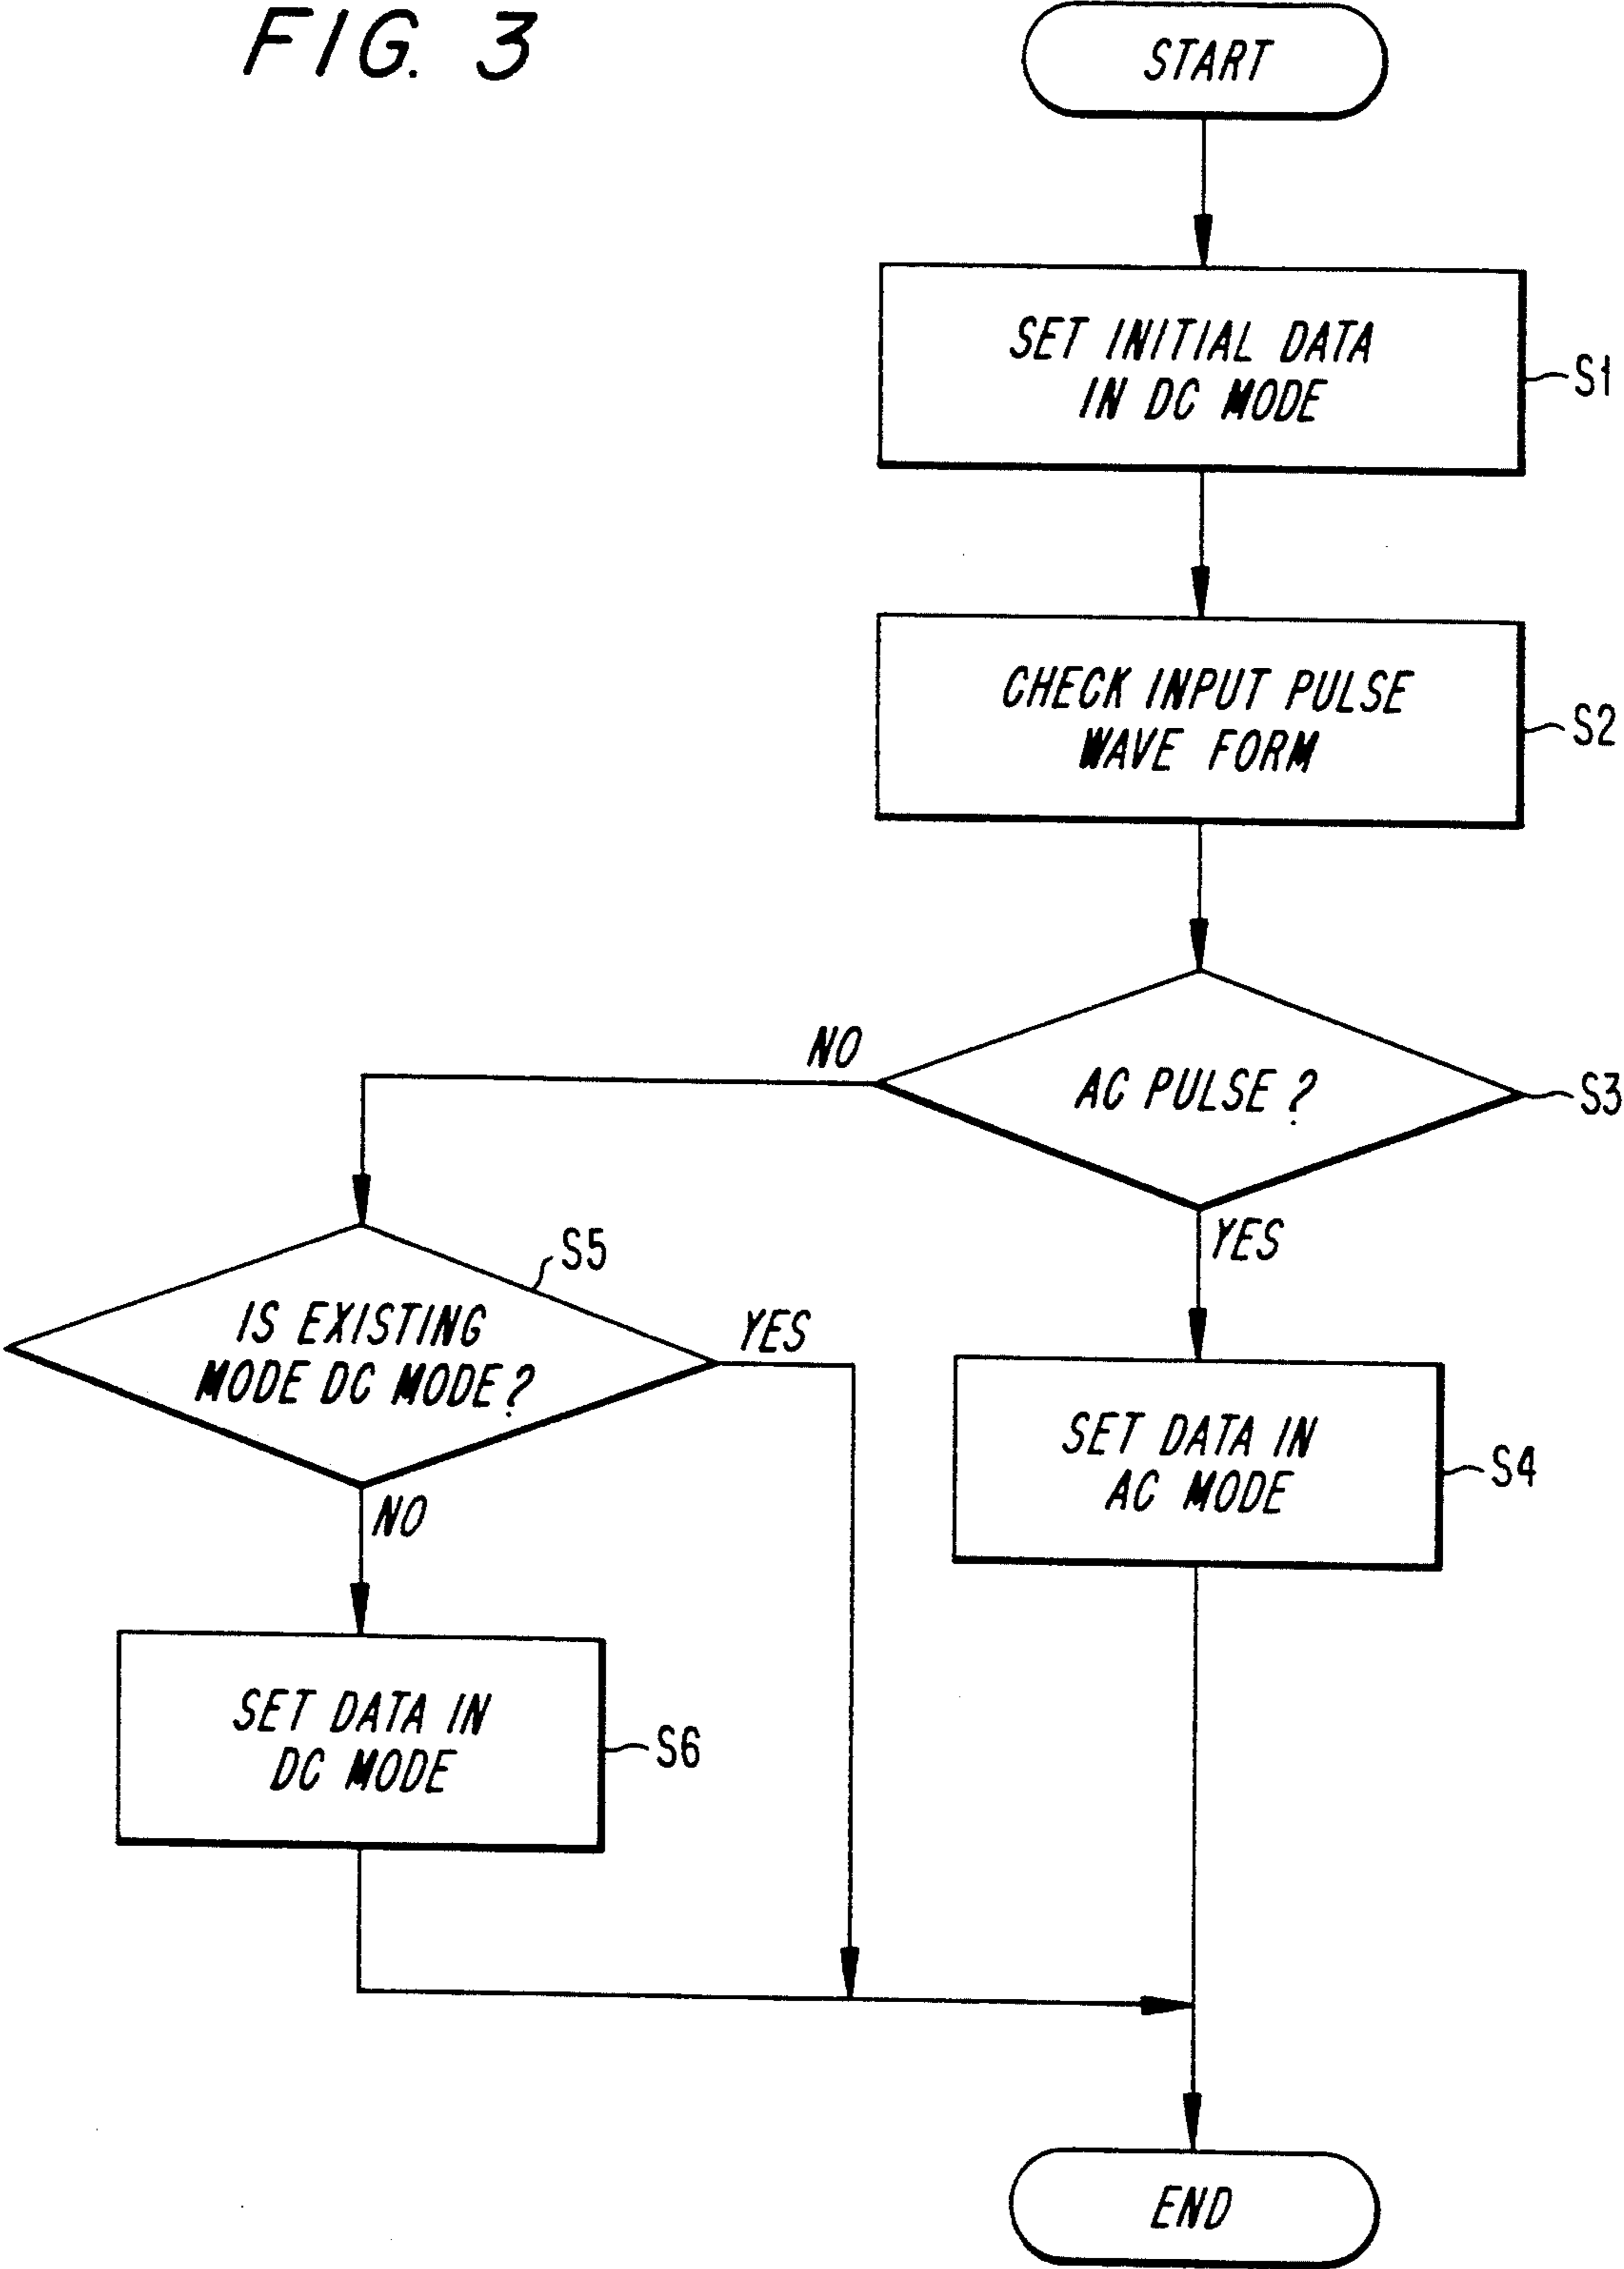 FIG. 3
START
SET INITIAL DATA
IN DC MODE
S1
CHECK INPUT PULSE
WAVE FORM
S2
NO
AC PULSE?
S3
YES
S5
IS EXISTING
MODE DC MODE?
YES
NO
SET DATA IN
AC MODE
S4
SET DATA IN
DC MODE
S6
END